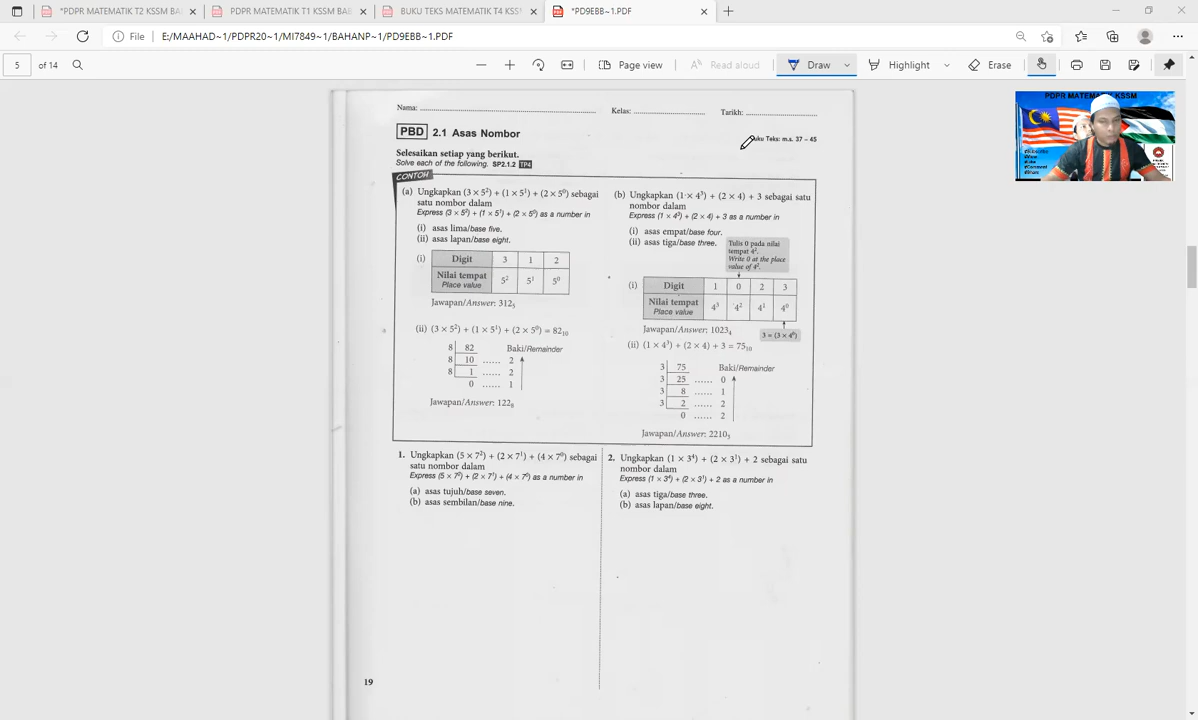 *PDPR MATEMATIK T2 KSSM BA
PDPR MATEMATIK T1 KSSM BAE
BUKU TEKS MATEMATIK T4 KSS
*PD9EBB~1.PDF
File
E:/MAAHAD~1/PDPR20~1/MI7849~1/BAHANP~1/PD9EBB~1.PDF
5 of 14
Page view
Read aloud
Draw
Highlight
Erase
PDPR MATEMATIK KSSM
Nama:
Kelas:
Tarikh:
PBD 2.1 Asas Nombor
uku Teks: m.s. 37 – 45
Selesaikan setiap yang berikut.
Solve each of the following. SP2.1.2 TP4
CONTOH
(a) Ungkapkan (3 × 5²) + (1 × 5¹) + (2 × 5⁰) sebagai
satu nombor dalam
Express (3 × 5²) + (1 × 5¹) + (2 × 5⁰) as a number in
(i) asas lima/base five.
(ii) asas lapan/base eight.
(i) Digit 3 1 2
Nilai tempat 5² 5¹ 5⁰
Place value
Jawapan/Answer: 312₅
(ii) (3 × 5²) + (1 × 5¹) + (2 × 5⁰) = 82₁₀
8 82 Baki/Remainder
8 10 ...... 2
8 1 ...... 2
0 ...... 1
Jawapan/Answer: 122₈
(b) Ungkapkan (1 × 4³) + (2 × 4) + 3 sebagai satu
nombor dalam
Express (1 × 4³) + (2 × 4) + 3 as a number in
(i) asas empat/base four.
(ii) asas tiga/base three.
Tulis 0 pada nilai
tempat 4².
Write 0 at the place
value of 4².
(i) Digit 1 0 2 3
Nilai tempat 4³ 4² 4¹ 4⁰
Place value
Jawapan/Answer: 1023₄
3 = (3 × 4⁰)
(ii) (1 × 4³) + (2 × 4) + 3 = 75₁₀
3 75 Baki/Remainder
3 25 ...... 0
3 8 ...... 1
3 2 ...... 2
0 ...... 2
Jawapan/Answer: 2210₃
1. Ungkapkan (5 × 7²) + (2 × 7¹) + (4 × 7⁰) sebagai
satu nombor dalam
Express (5 × 7⁰) + (2 × 7¹) + (4 × 7⁰) as a number in
(a) asas tujuh/base seven.
(b) asas sembilan/base nine.
2. Ungkapkan (1 × 3⁴) + (2 × 3¹) + 2 sebagai satu
nombor dalam
Express (1 × 3⁴) + (2 × 3¹) + 2 as a number in
(a) asas tiga/base three.
(b) asas lapan/base eight.
19